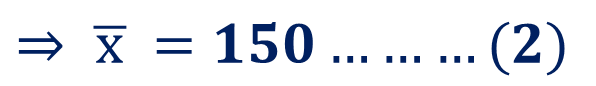 ⇒ x̅ = 150 … … … (2)